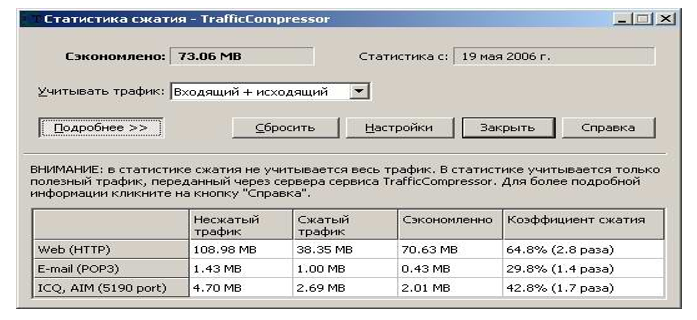 Статистика сжатия - TrafficCompressor
Сэкономлено: 73.06 MB Статистика с: 19 мая 2006 г.
Учитывать трафик: Входящий + исходящий
Подробнее >> Сбросить Настройки Закрыть Справка
ВНИМАНИЕ: в статистике сжатия не учитывается весь трафик. В статистике учитывается только
полезный трафик, переданный через сервера сервиса TrafficCompressor. Для более подробной
информации кликните на кнопку "Справка".
Несжатый трафик Сжатый трафик Сэкономленно Коэффициент сжатия
Web (HTTP) 108.98 MB 38.35 MB 70.63 MB 64.8% (2.8 раза)
E-mail (POP3) 1.43 MB 1.00 MB 0.43 MB 29.8% (1.4 раза)
ICQ, AIM (5190 port) 4.70 MB 2.69 MB 2.01 MB 42.8% (1.7 раза)